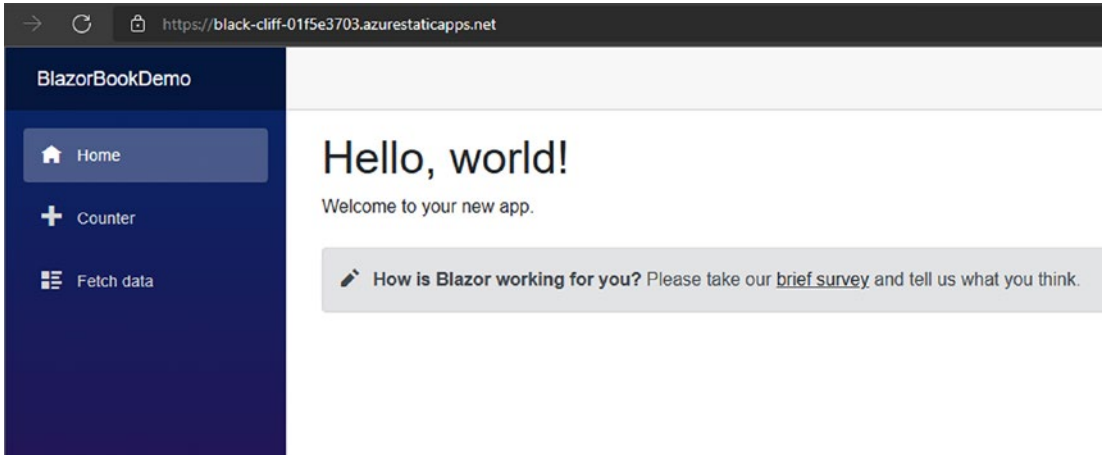 https://black-cliff-01f5e3703.azurestaticapps.net
BlazorBookDemo
Home
Counter
Fetch data
Hello, world!
Welcome to your new app.
How is Blazor working for you? Please take our brief survey and tell us what you think.